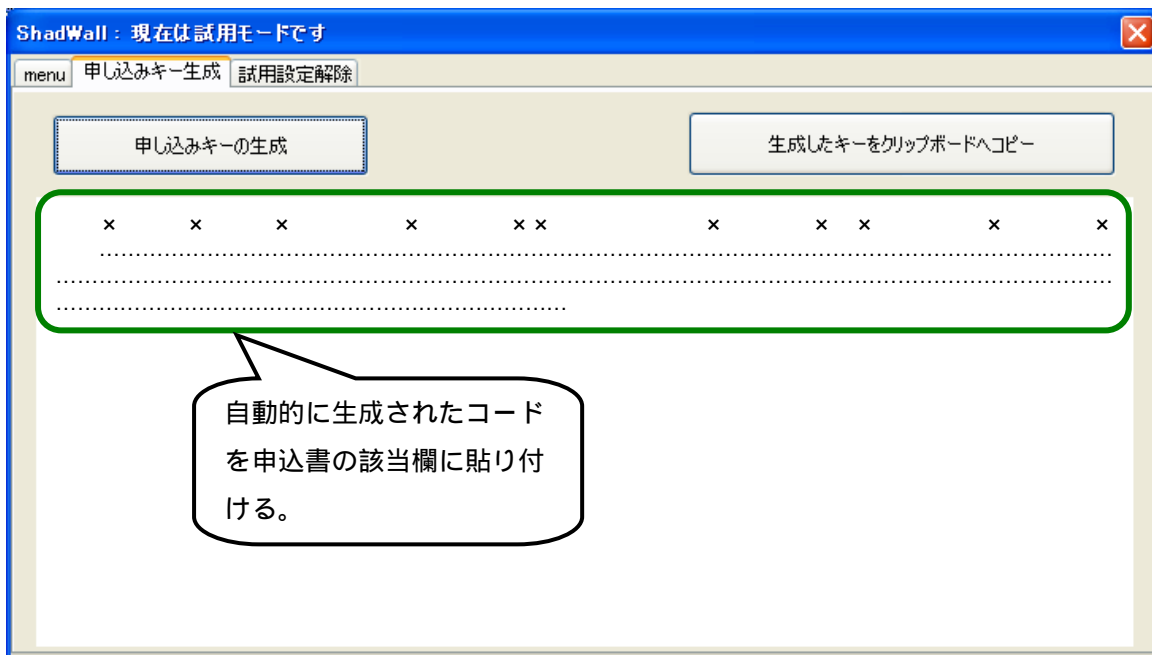 ShadWall : 現在は試用モードです
menu 申し込みキー生成 試用設定解除
申し込みキーの生成 生成したキーをクリップボードへコピー
× × × × × × × × × × ×
…………………………………………………………………………………………
………………………………………………………………………………………………
……………………………………………
自動的に生成されたコード
を申込書の該当欄に貼り付
ける。